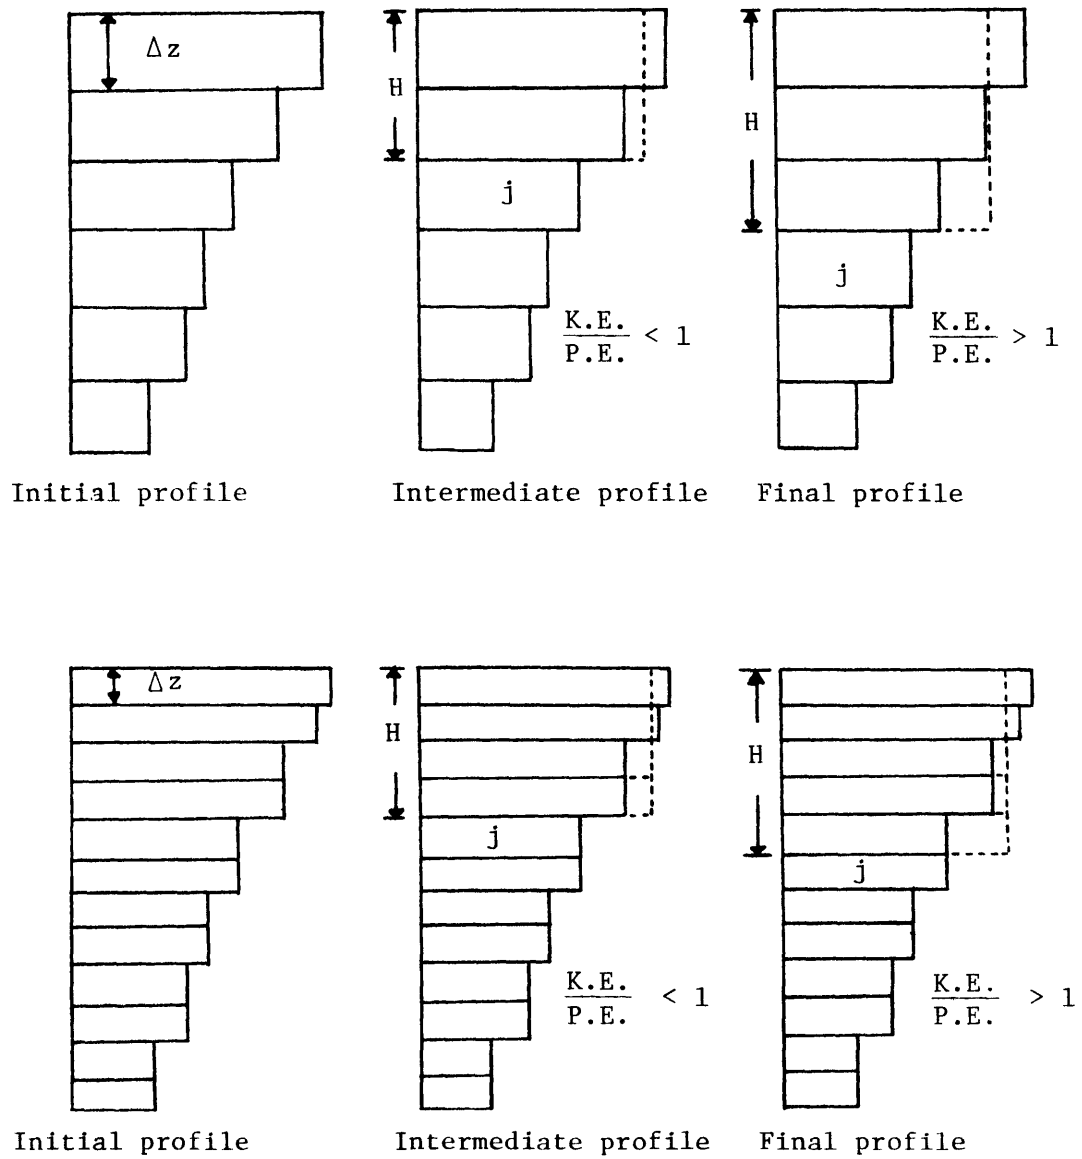 Δz
H
H
j
j
K.E.
P.E.
< 1
K.E.
P.E.
> 1
Initial profile
Intermediate profile
Final profile
Δz
H
H
j
j
K.E.
P.E.
< 1
K.E.
P.E.
> 1
Initial profile
Intermediate profile
Final profile